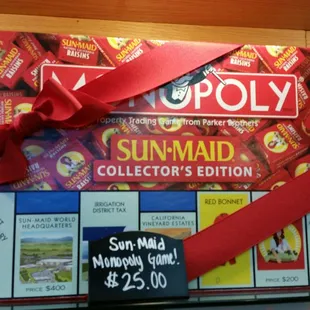 SUN-MAID
RAISINS
MONOPOLY
Property Trading Game from Parker Brothers
SUN-MAID
COLLECTOR'S EDITION
SUN-MAID WORLD
HEADQUARTERS
PRICE $400
IRRIGATION
DISTRICT TAX
CALIFORNIA
VINEYARD ESTATES
RED BONNET
PRICE $200
Sun-Maid
Monopoly Game!
$25.00